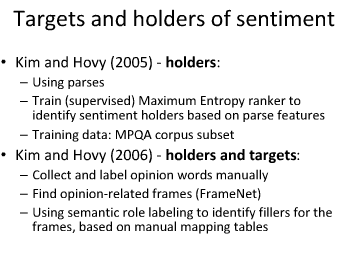 Targets and holders of sentiment
• Kim and Hovy (2005) - holders:
– Using parses
– Train (supervised) Maximum Entropy ranker to
identify sentiment holders based on parse features
– Training data: MPQA corpus subset
• Kim and Hovy (2006) - holders and targets:
– Collect and label opinion words manually
– Find opinion-related frames (FrameNet)
– Using semantic role labeling to identify fillers for the
frames, based on manual mapping tables